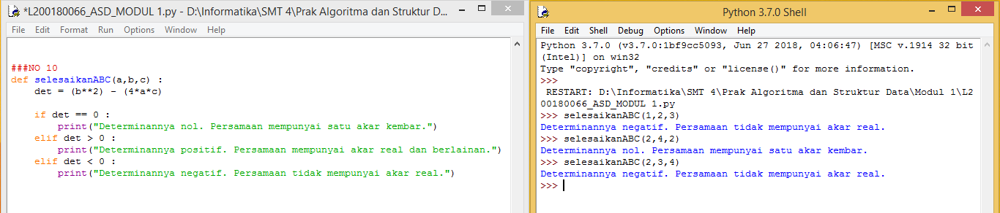 *L200180066_ASD_MODUL 1.py - D:\Informatika\SMT 4\Prak Algoritma dan Struktur D...
File Edit Format Run Options Window Help
###NO 10
def selesaikanABC(a,b,c) :
    det = (b**2) - (4*a*c)
    if det == 0 :
        print("Determinannya nol. Persamaan mempunyai satu akar kembar.")
    elif det > 0 :
        print("Determinannya positif. Persamaan mempunyai akar real dan berlainan.")
    elif det < 0 :
        print("Determinannya negatif. Persamaan tidak mempunyai akar real.")
Python 3.7.0 Shell
File Edit Shell Debug Options Window Help
Python 3.7.0 (v3.7.0:1bf9cc5093, Jun 27 2018, 04:06:47) [MSC v.1914 32 bit
(Intel)] on win32
Type "copyright", "credits" or "license()" for more information.
>>>
 RESTART: D:\Informatika\SMT 4\Prak Algoritma dan Struktur Data\Modul 1\L2
00180066_ASD_MODUL 1.py
>>> selesaikanABC(1,2,3)
Determinannya negatif. Persamaan tidak mempunyai akar real.
>>> selesaikanABC(2,4,2)
Determinannya nol. Persamaan mempunyai satu akar kembar.
>>> selesaikanABC(2,3,4)
Determinannya negatif. Persamaan tidak mempunyai akar real.
>>>